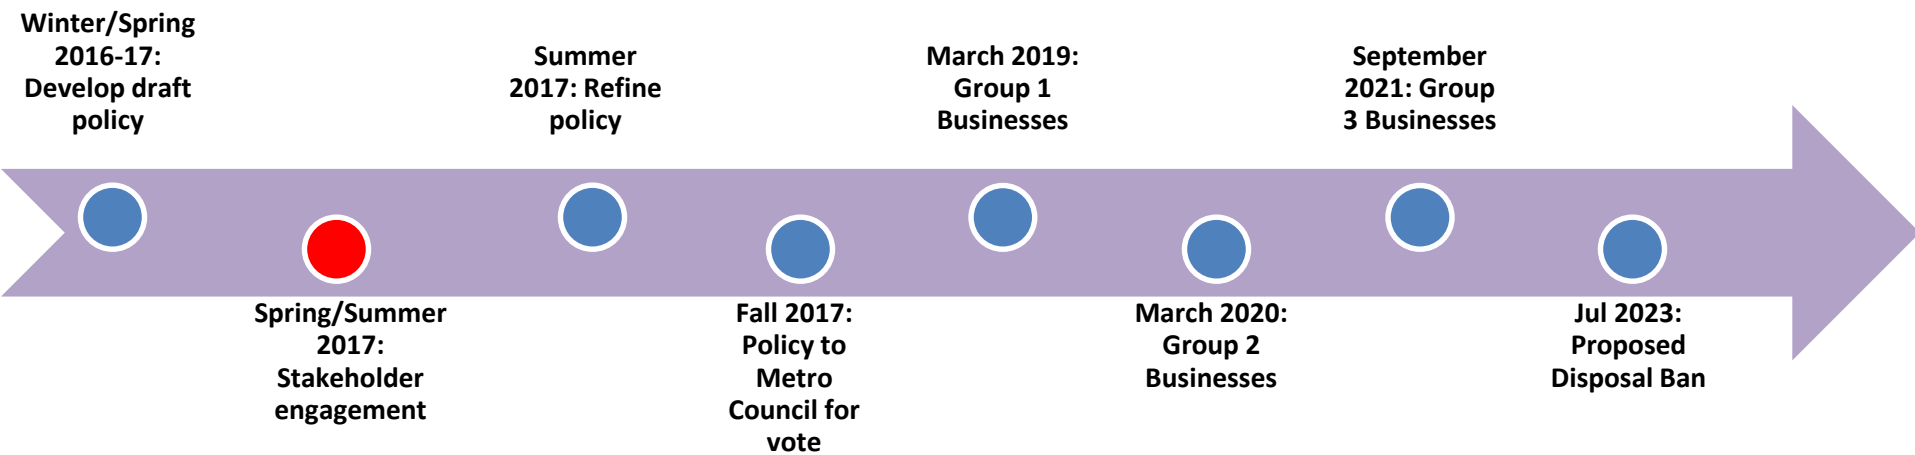 Winter/Spring
2016-17:
Develop draft
policy
Spring/Summer
2017:
Stakeholder
engagement
Summer
2017: Refine
policy
Fall 2017:
Policy to
Metro
Council for
vote
March 2019:
Group 1
Businesses
March 2020:
Group 2
Businesses
September
2021: Group
3 Businesses
Jul 2023:
Proposed
Disposal Ban